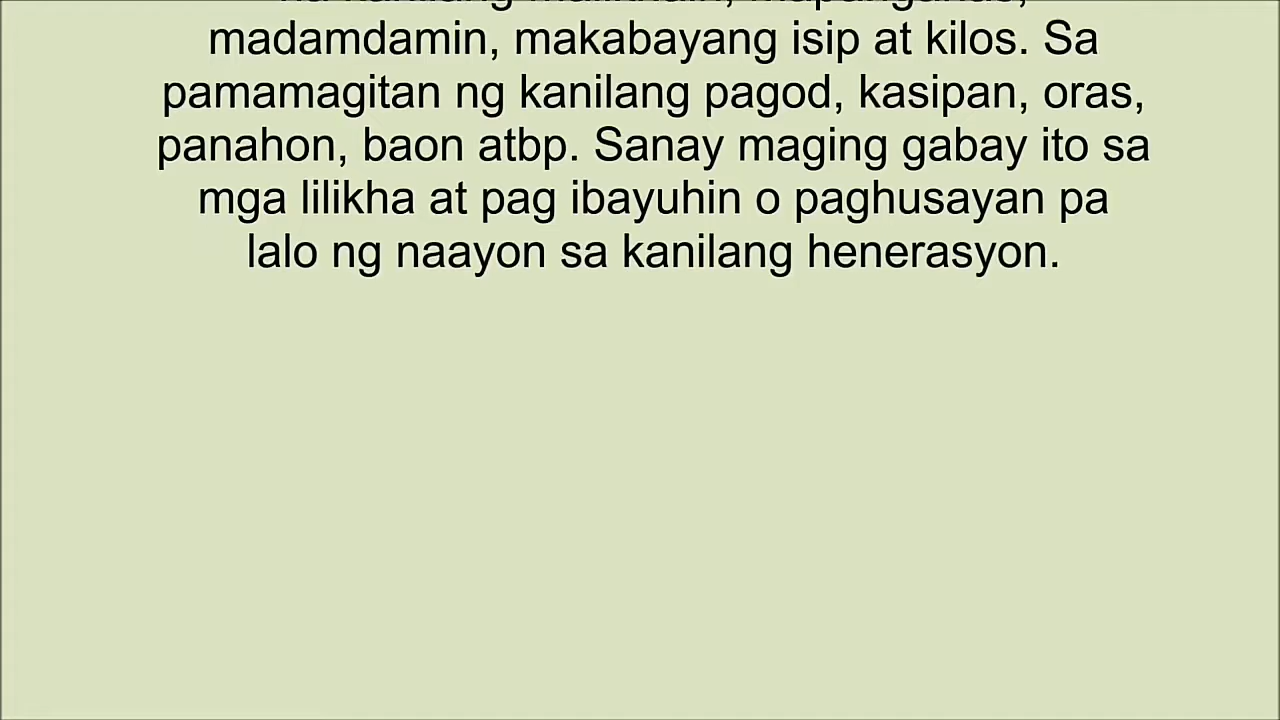 madamdamin, makabayang isip at kilos. Sa
pamamagitan ng kanilang pagod, kasipan, oras,
panahon, baon atbp. Sanay maging gabay ito sa
mga lilikha at pag ibayuhin o paghusayan pa
lalo ng naayon sa kanilang henerasyon.